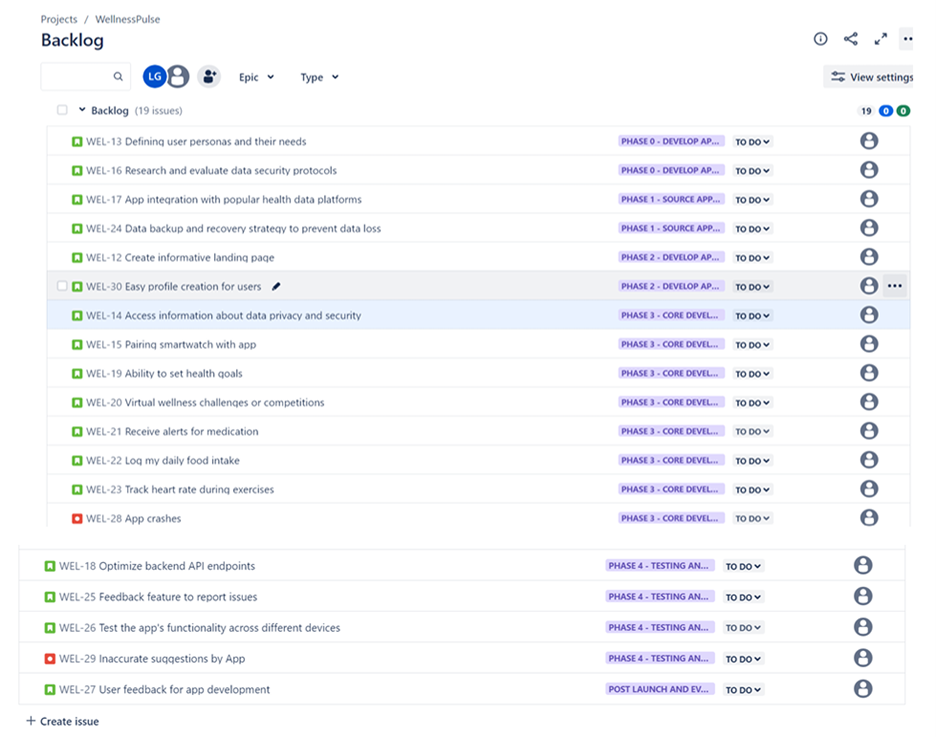 Projects / WellnessPulse
Backlog
LG Epic Type View settings
Backlog (19 issues) 19 0 0
WEL-13 Defining user personas and their needs PHASE 0 - DEVELOP AP... TO DO
WEL-16 Research and evaluate data security protocols PHASE 0 - DEVELOP AP... TO DO
WEL-17 App integration with popular health data platforms PHASE 1 - SOURCE APP... TO DO
WEL-24 Data backup and recovery strategy to prevent data loss PHASE 1 - SOURCE APP... TO DO
WEL-12 Create informative landing page PHASE 2 - DEVELOP AP... TO DO
WEL-30 Easy profile creation for users PHASE 2 - DEVELOP AP... TO DO
WEL-14 Access information about data privacy and security PHASE 3 - CORE DEVEL... TO DO
WEL-15 Pairing smartwatch with app PHASE 3 - CORE DEVEL... TO DO
WEL-19 Ability to set health goals PHASE 3 - CORE DEVEL... TO DO
WEL-20 Virtual wellness challenges or competitions PHASE 3 - CORE DEVEL... TO DO
WEL-21 Receive alerts for medication PHASE 3 - CORE DEVEL... TO DO
WEL-22 Log my daily food intake PHASE 3 - CORE DEVEL... TO DO
WEL-23 Track heart rate during exercises PHASE 3 - CORE DEVEL... TO DO
WEL-28 App crashes PHASE 3 - CORE DEVEL... TO DO
WEL-18 Optimize backend API endpoints PHASE 4 - TESTING AN... TO DO
WEL-25 Feedback feature to report issues PHASE 4 - TESTING AN... TO DO
WEL-26 Test the app's functionality across different devices PHASE 4 - TESTING AN... TO DO
WEL-29 Inaccurate suggestions by App PHASE 4 - TESTING AN... TO DO
WEL-27 User feedback for app development POST LAUNCH AND EV... TO DO
+ Create issue